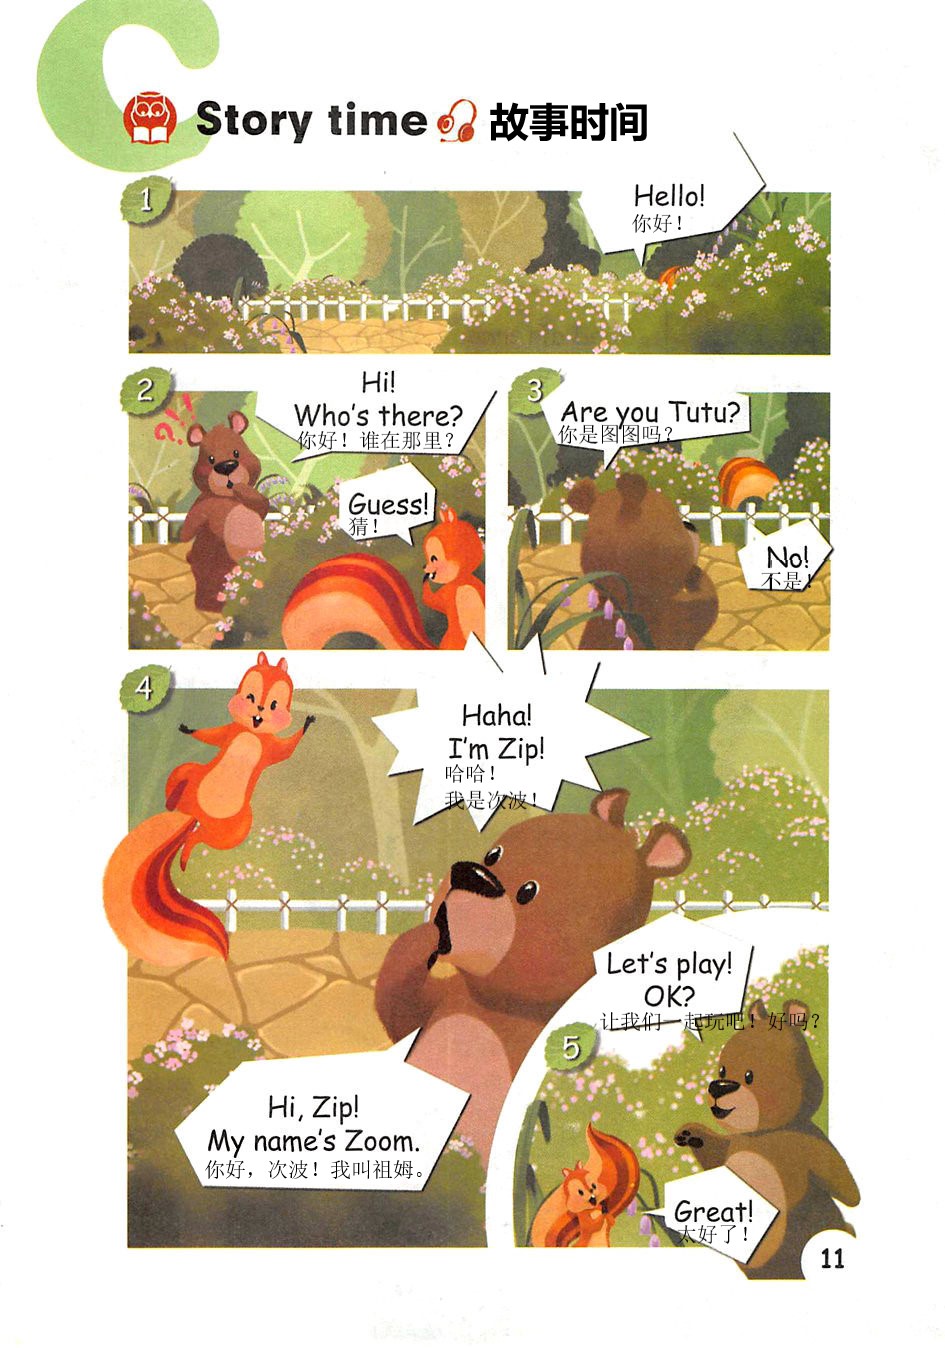 C
Story time 故事时间
1
Hello!
你好！
2
Hi!
Who's there?
你好！谁在那里？
Guess!
猜！
3
Are you Tutu?
你是图图吗？
No!
不是！
4
Haha!
I'm Zip!
哈哈！
我是次波！
Hi, Zip!
My name's Zoom.
你好，次波！我叫祖姆。
5
Let's play!
OK?
让我们一起玩吧！好吗？
Great!
太好了！
11